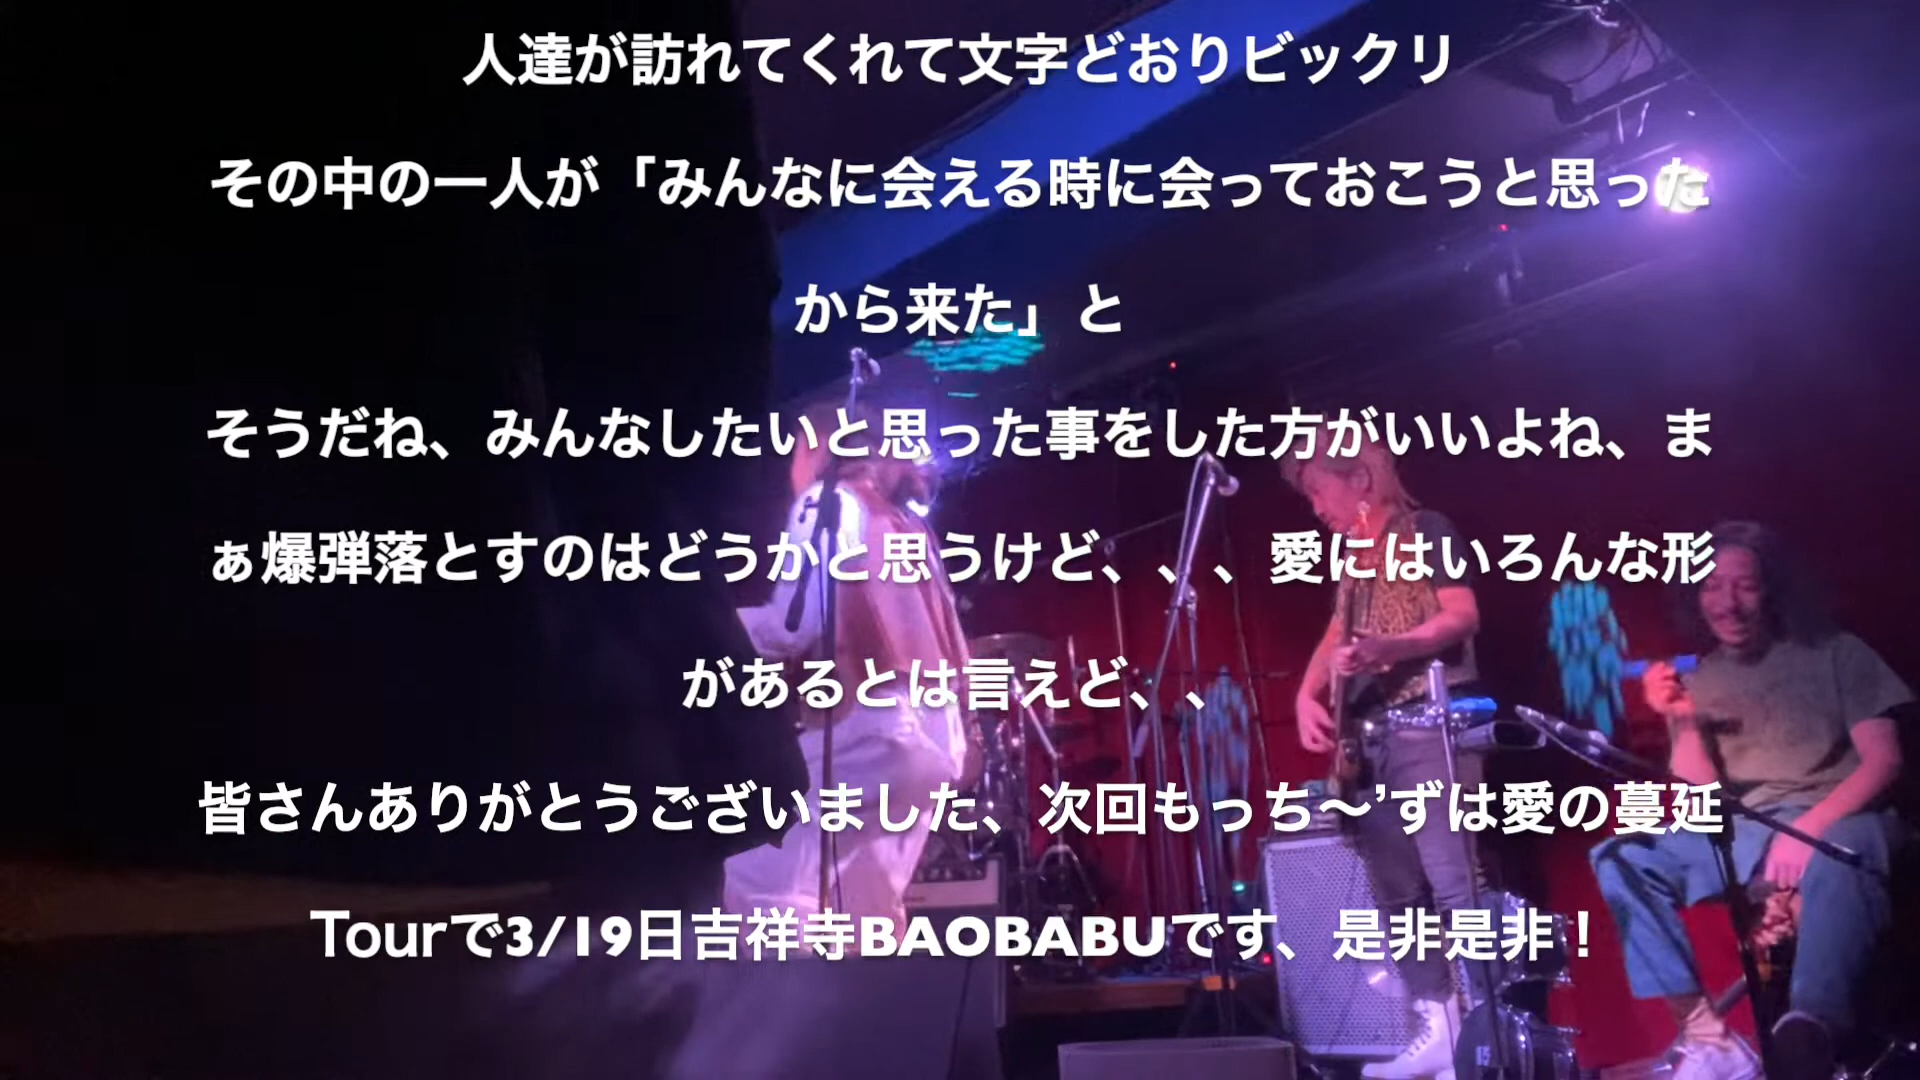 人達が訪れてくれて文字どおりビックリ
その中の一人が「みんなに会える時に会っておこうと思った
から来た」と
そうだね、みんなしたいと思った事をした方がいいよね、ま
ぁ爆弾落とすのはどうかと思うけど、、、愛にはいろんな形
があるとは言えど、、
皆さんありがとうございました、次回もっち〜’ずは愛の蔓延
Tourで3/19日吉祥寺BAOBABUです、是非是非！